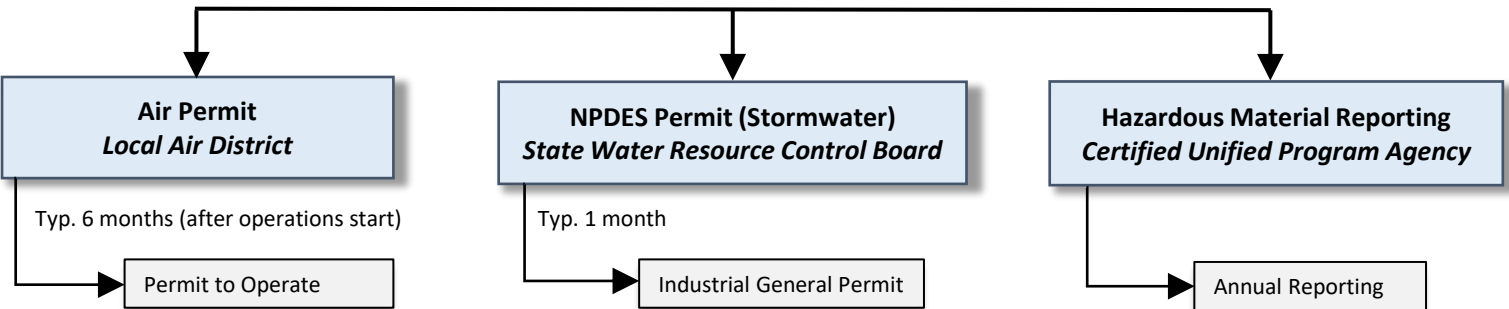 Air Permit
Local Air District
NPDES Permit (Stormwater)
State Water Resource Control Board
Hazardous Material Reporting
Certified Unified Program Agency
Typ. 6 months (after operations start)
Typ. 1 month
Permit to Operate
Industrial General Permit
Annual Reporting